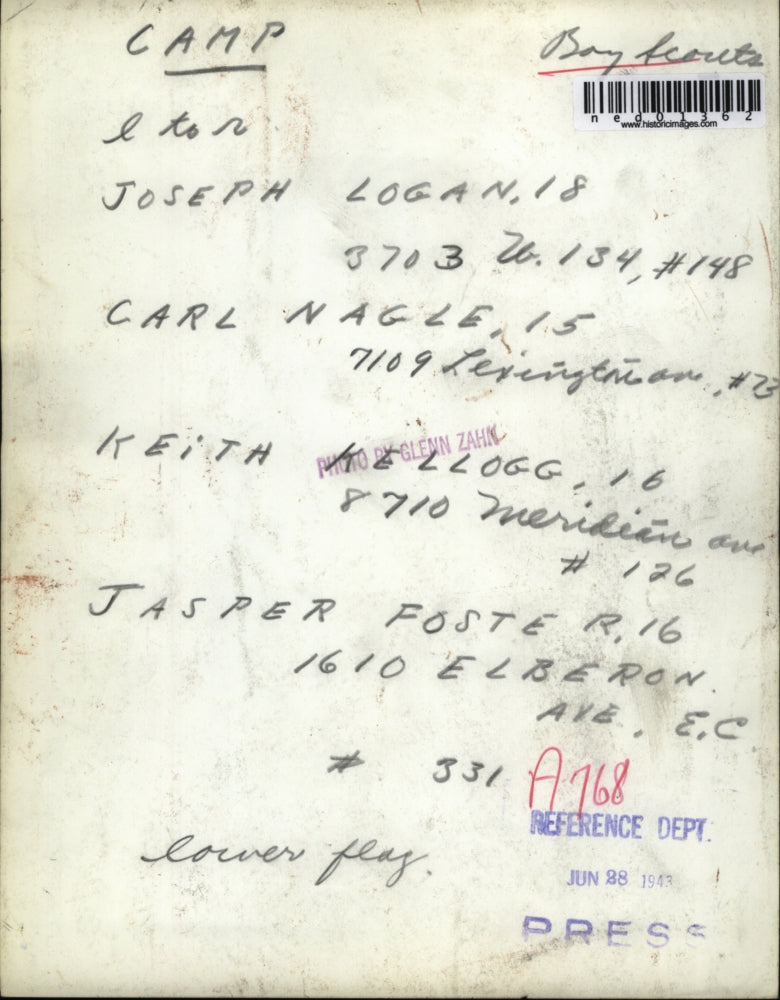 CAMP
Boy Scouts
ned01362
www.historicimages.com
l to r
JOSEPH LOGAN, 18
3703 W. 134, #148
CARL NAGLE, 15
7109 Lexington ave, #73
PHOTO BY GLENN ZAHN
KEiTH KELLOGG, 16
8710 Meridian ave
# 126
JASPER FOSTER, 16
1610 ELBERON
AVE, E.C
# 331
A768
REFERENCE DEPT.
JUN 28 1943
PRESS
lower flag.